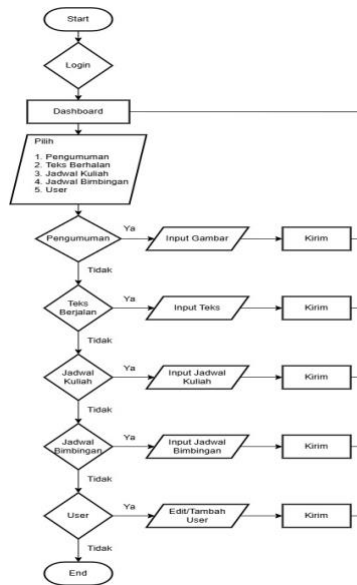 Start
Login
Dashboard
Pilih
1. Pengumuman
2. Teks Berhalan
3. Jadwal Kuliah
4. Jadwal Bimbingan
5. User
Pengumuman
Ya
Input Gambar
Kirim
Tidak
Teks
Berjalan
Ya
Input Teks
Kirim
Tidak
Jadwal
Kuliah
Ya
Input Jadwal
Kuliah
Kirim
Tidak
Jadwal
Bimbingan
Ya
Input Jadwal
Bimbingan
Kirim
Tidak
User
Ya
Edit/Tambah
User
Kirim
Tidak
End